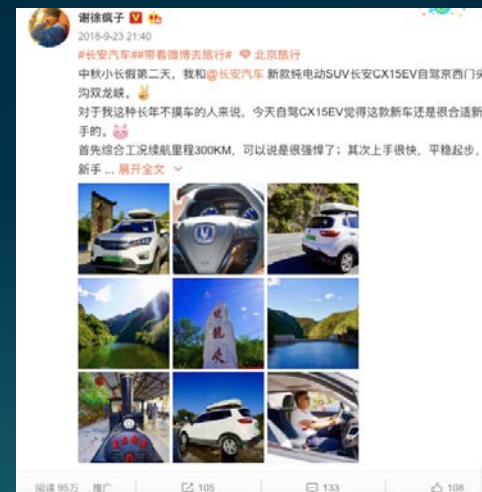 谢徐疯子
2018-9-23 21:40
#长安汽车##带着微博去旅行# 北京旅行
中秋小长假第二天，我和@长安汽车 新款纯电动SUV长安CX15EV自驾京西门头
沟双龙峡。
对于我这种长年不摸车的人来说，今天自驾CX15EV觉得这款新车还是很合适新
手的。
首先综合工况续航里程300KM，可以说是很强悍了；其次上手很快，平稳起步，
新手 ... 展开全文
双龍峡
阅读 95万 推广 105 133 108